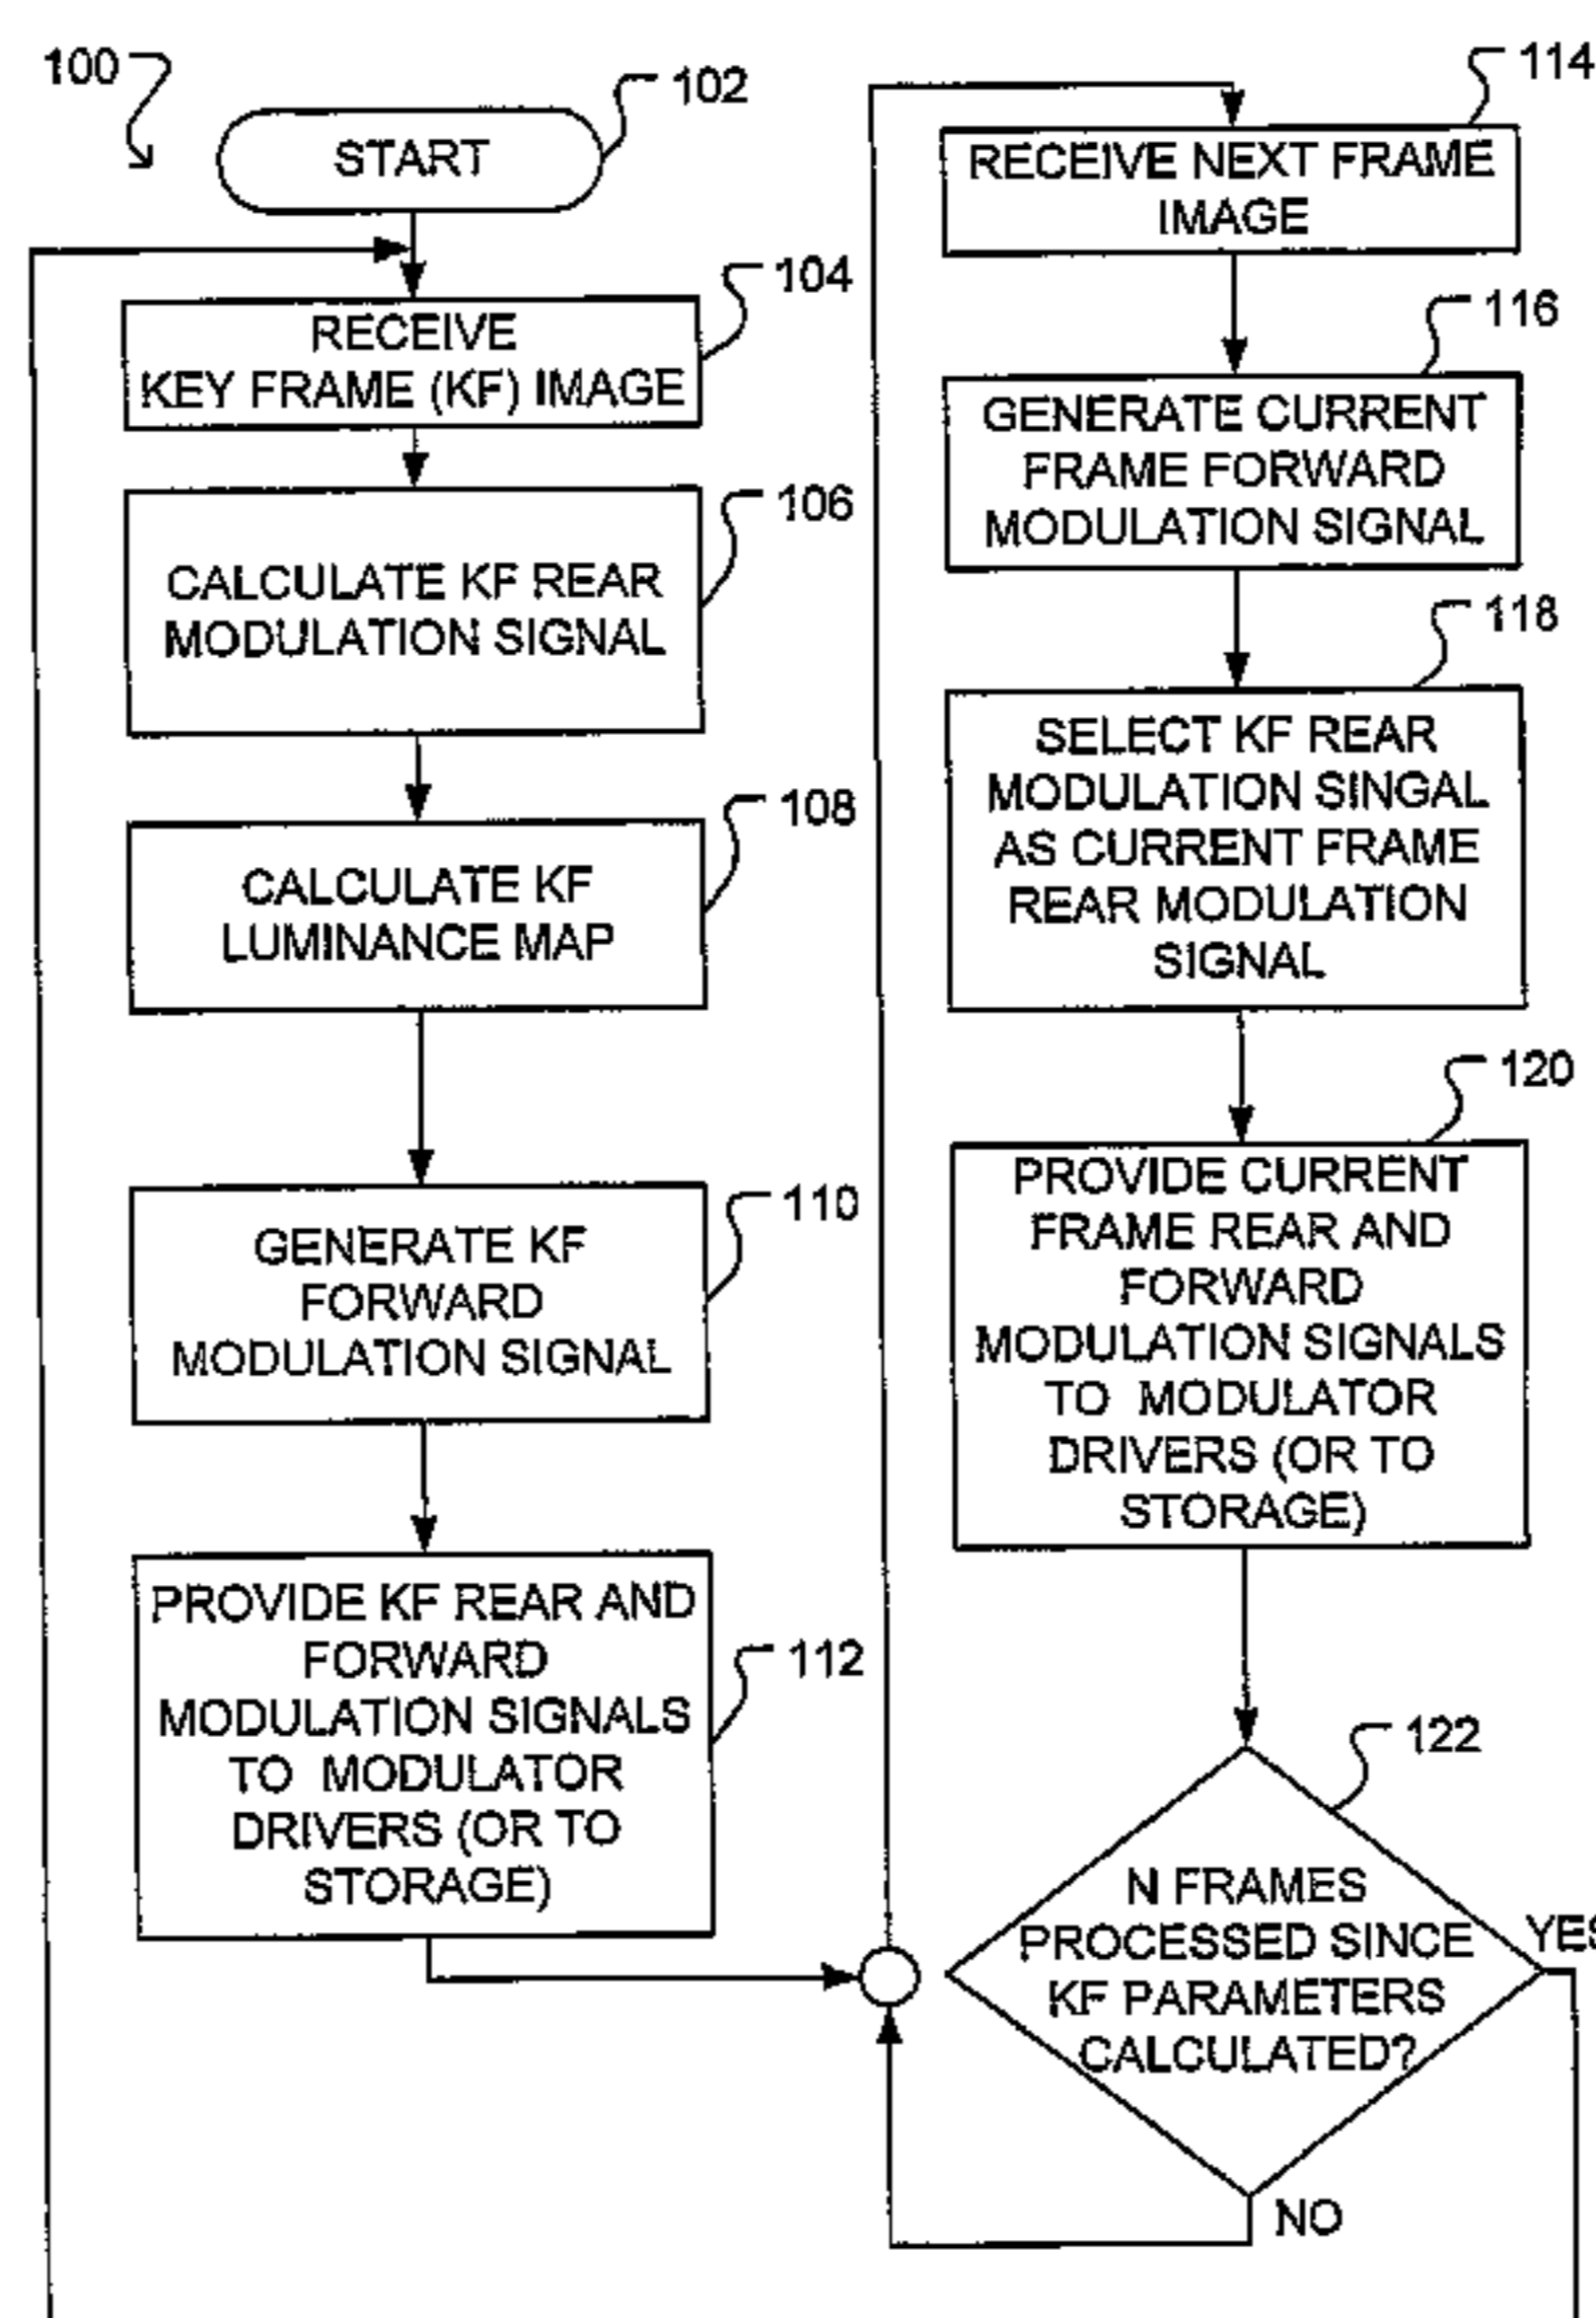 100
102
START
104
RECEIVE
KEY FRAME (KF) IMAGE
106
CALCULATE KF REAR
MODULATION SIGNAL
108
CALCULATE KF
LUMINANCE MAP
110
GENERATE KF
FORWARD
MODULATION SIGNAL
112
PROVIDE KF REAR AND
FORWARD
MODULATION SIGNALS
TO MODULATOR
DRIVERS (OR TO
STORAGE)
114
RECEIVE NEXT FRAME
IMAGE
116
GENERATE CURRENT
FRAME FORWARD
MODULATION SIGNAL
118
SELECT KF REAR
MODULATION SINGAL
AS CURRENT FRAME
REAR MODULATION
SIGNAL
120
PROVIDE CURRENT
FRAME REAR AND
FORWARD
MODULATION SIGNALS
TO MODULATOR
DRIVERS (OR TO
STORAGE)
122
N FRAMES
PROCESSED SINCE
KF PARAMETERS
CALCULATED?
YES
NO